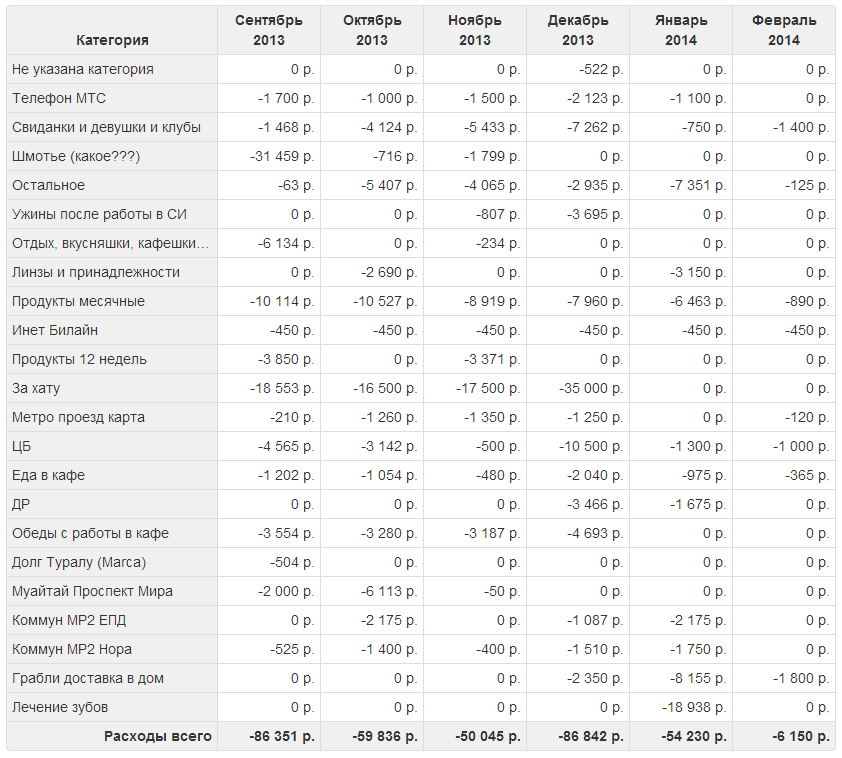 Категория Сентябрь 2013 Октябрь 2013 Ноябрь 2013 Декабрь 2013 Январь 2014 Февраль 2014
Не указана категория 0 р. 0 р. 0 р. -522 р. 0 р. 0 р.
Телефон МТС -1 700 р. -1 000 р. -1 500 р. -2 123 р. -1 100 р. 0 р.
Свиданки и девушки и клубы -1 468 р. -4 124 р. -5 433 р. -7 262 р. -750 р. -1 400 р.
Шмотье (какое???) -31 459 р. -716 р. -1 799 р. 0 р. 0 р. 0 р.
Остальное -63 р. -5 407 р. -4 065 р. -2 935 р. -7 351 р. -125 р.
Ужины после работы в СИ 0 р. 0 р. -807 р. -3 695 р. 0 р. 0 р.
Отдых, вкусняшки, кафешки… -6 134 р. 0 р. -234 р. 0 р. 0 р. 0 р.
Линзы и принадлежности 0 р. -2 690 р. 0 р. 0 р. -3 150 р. 0 р.
Продукты месячные -10 114 р. -10 527 р. -8 919 р. -7 960 р. -6 463 р. -890 р.
Инет Билайн -450 р. -450 р. -450 р. -450 р. -450 р. -450 р.
Продукты 12 недель -3 850 р. 0 р. -3 371 р. 0 р. 0 р. 0 р.
За хату -18 553 р. -16 500 р. -17 500 р. -35 000 р. 0 р. 0 р.
Метро проезд карта -210 р. -1 260 р. -1 350 р. -1 250 р. 0 р. -120 р.
ЦБ -4 565 р. -3 142 р. -500 р. -10 500 р. -1 300 р. -1 000 р.
Еда в кафе -1 202 р. -1 054 р. -480 р. -2 040 р. -975 р. -365 р.
ДР 0 р. 0 р. 0 р. -3 466 р. -1 675 р. 0 р.
Обеды с работы в кафе -3 554 р. -3 280 р. -3 187 р. -4 693 р. 0 р. 0 р.
Долг Туралу (Marca) -504 р. 0 р. 0 р. 0 р. 0 р. 0 р.
Муайтай Проспект Мира -2 000 р. -6 113 р. -50 р. 0 р. 0 р. 0 р.
Коммун МР2 ЕПД 0 р. -2 175 р. 0 р. -1 087 р. -2 175 р. 0 р.
Коммун МР2 Нора -525 р. -1 400 р. -400 р. -1 510 р. -1 750 р. 0 р.
Грабли доставка в дом 0 р. 0 р. 0 р. -2 350 р. -8 155 р. -1 800 р.
Лечение зубов 0 р. 0 р. 0 р. 0 р. -18 938 р. 0 р.
Расходы всего -86 351 р. -59 836 р. -50 045 р. -86 842 р. -54 230 р. -6 150 р.